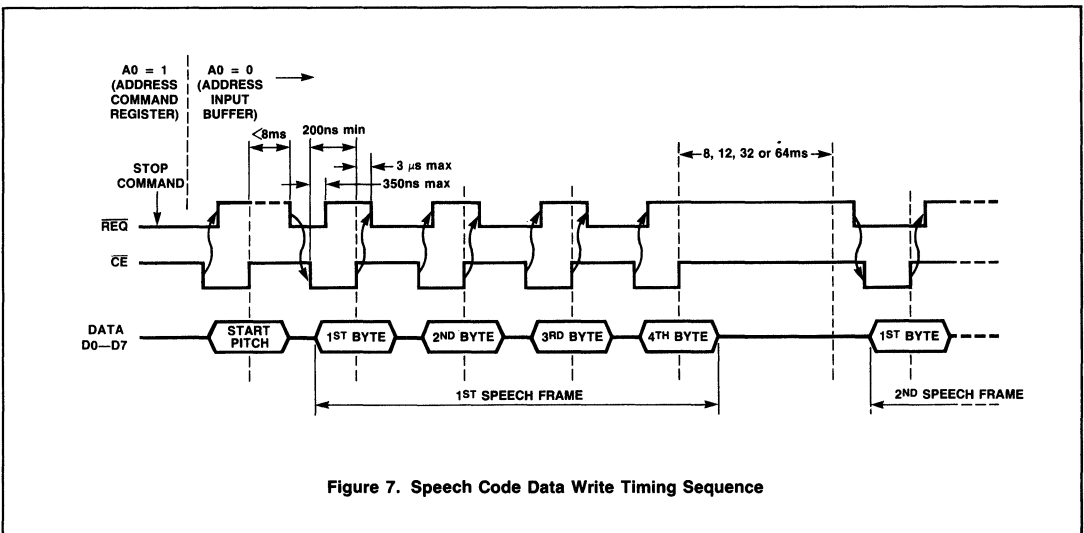 A0 = 1
(ADDRESS
COMMAND
REGISTER)
A0 = 0
(ADDRESS
INPUT
BUFFER)
<8ms
200ns min
3 μs max
350ns max
8, 12, 32 or 64ms
STOP
COMMAND
REQ
CE
DATA
D0—D7
START
PITCH
1ST BYTE
2ND BYTE
3RD BYTE
4TH BYTE
1ST BYTE
1ST SPEECH FRAME
2ND SPEECH FRAME
Figure 7. Speech Code Data Write Timing Sequence